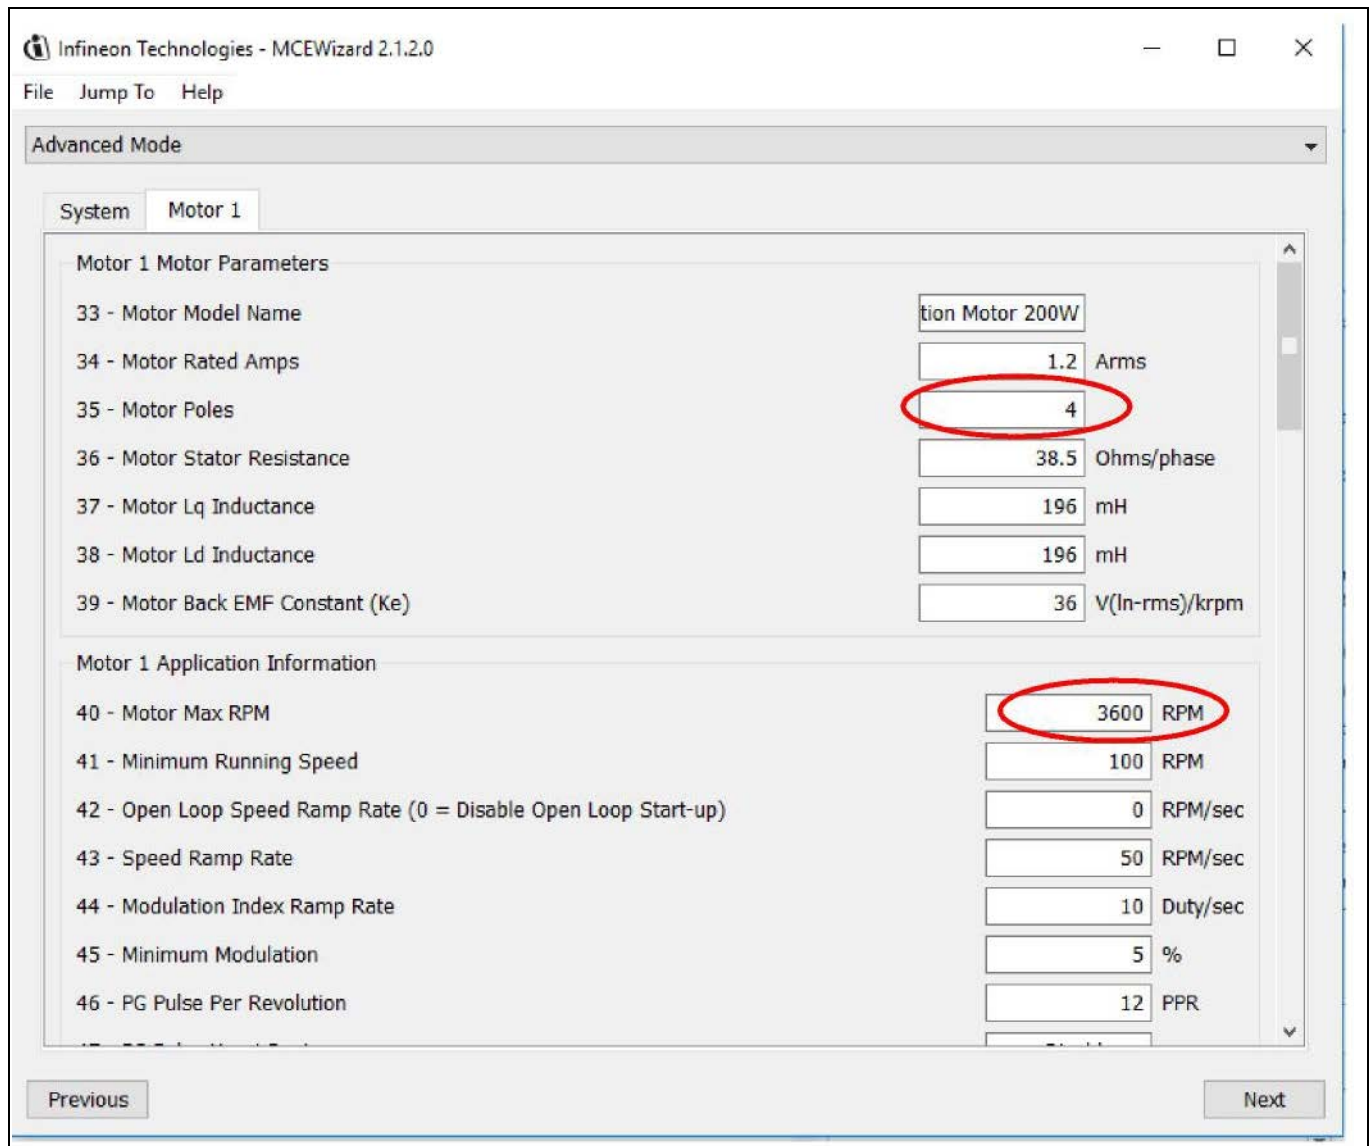 Infineon Technologies - MCEWizard 2.1.2.0
File Jump To Help
Advanced Mode
System Motor 1
Motor 1 Motor Parameters
33 - Motor Model Name tion Motor 200W
34 - Motor Rated Amps 1.2 Arms
35 - Motor Poles 4
36 - Motor Stator Resistance 38.5 Ohms/phase
37 - Motor Lq Inductance 196 mH
38 - Motor Ld Inductance 196 mH
39 - Motor Back EMF Constant (Ke) 36 V(ln-rms)/krpm
Motor 1 Application Information
40 - Motor Max RPM 3600 RPM
41 - Minimum Running Speed 100 RPM
42 - Open Loop Speed Ramp Rate (0 = Disable Open Loop Start-up) 0 RPM/sec
43 - Speed Ramp Rate 50 RPM/sec
44 - Modulation Index Ramp Rate 10 Duty/sec
45 - Minimum Modulation 5 %
46 - PG Pulse Per Revolution 12 PPR
Previous Next